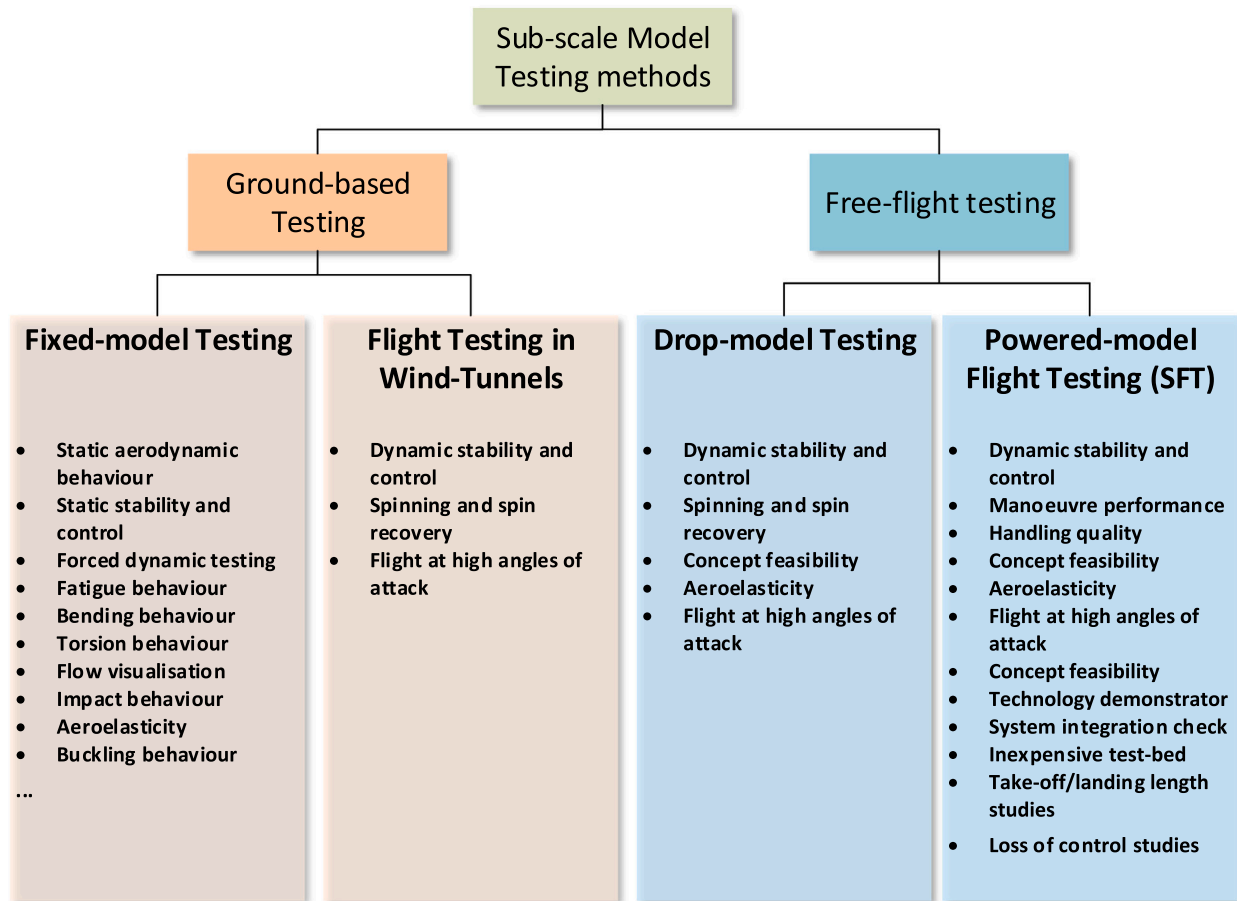 Sub-scale Model
Testing methods
Ground-based
Testing
Free-flight testing
Fixed-model Testing
• Static aerodynamic
behaviour
• Static stability and
control
• Forced dynamic testing
• Fatigue behaviour
• Bending behaviour
• Torsion behaviour
• Flow visualisation
• Impact behaviour
• Aeroelasticity
• Buckling behaviour
...
Flight Testing in
Wind-Tunnels
• Dynamic stability and
control
• Spinning and spin
recovery
• Flight at high angles of
attack
Drop-model Testing
• Dynamic stability and
control
• Spinning and spin
recovery
• Concept feasibility
• Aeroelasticity
• Flight at high angles of
attack
Powered-model
Flight Testing (SFT)
• Dynamic stability and
control
• Manoeuvre performance
• Handling quality
• Concept feasibility
• Aeroelasticity
• Flight at high angles of
attack
• Concept feasibility
• Technology demonstrator
• System integration check
• Inexpensive test-bed
• Take-off/landing length
studies
• Loss of control studies